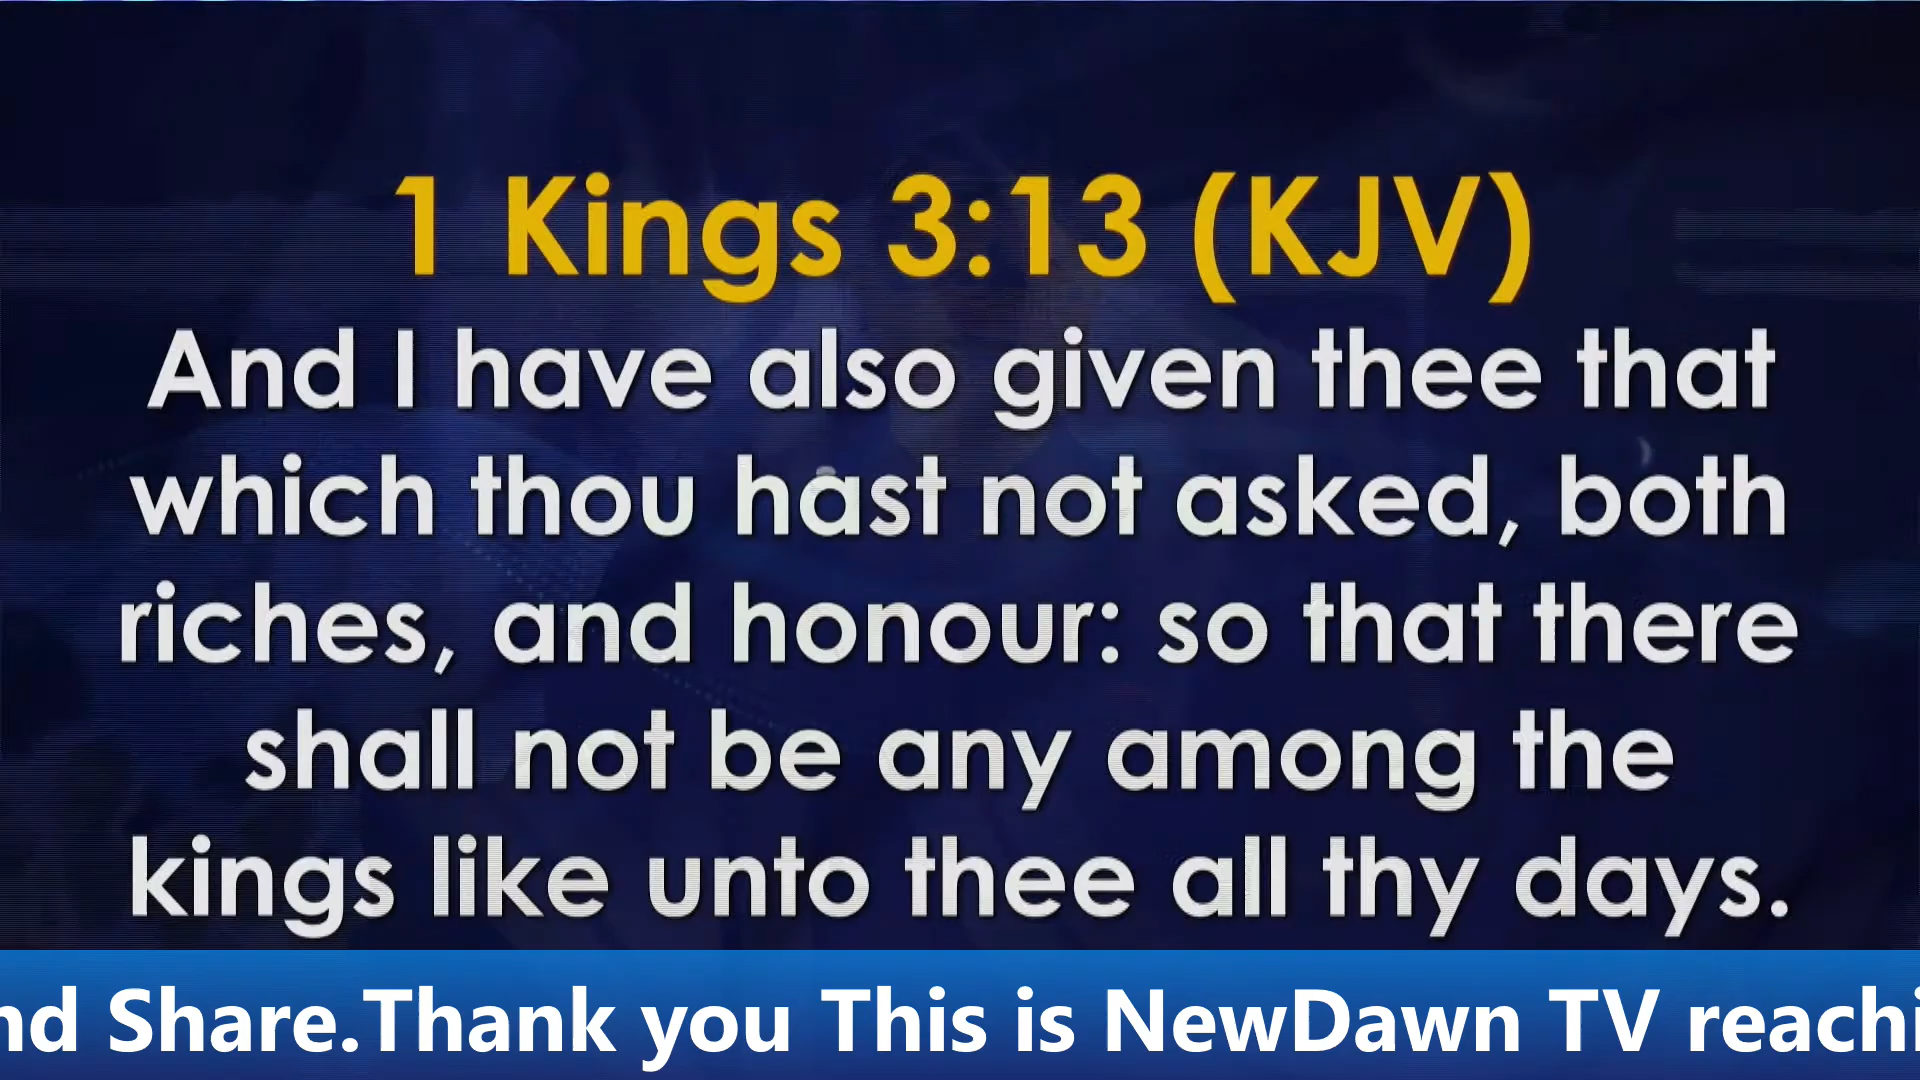 1 Kings 3:13 (KJV)
And I have also given thee that
which thou hast not asked, both
riches, and honour: so that there
shall not be any among the
kings like unto thee all thy days.
nd Share.Thank you This is NewDawn TV reachi